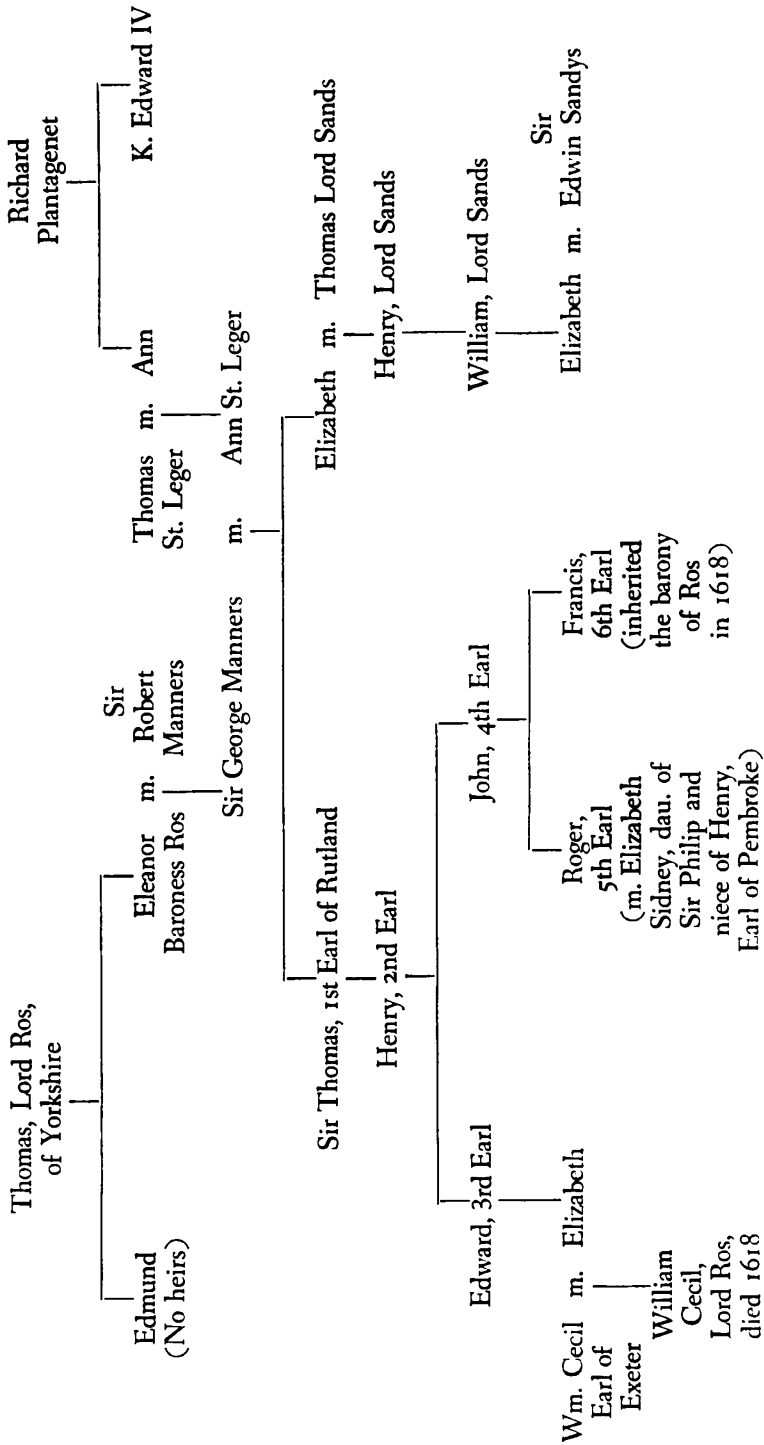 Thomas, Lord Ros,
of Yorkshire
Richard
Plantagenet
Edmund
(No heirs)
Eleanor m.
Baroness Ros
Sir
Robert
Manners
Thomas m. Ann
St. Leger
K. Edward IV
Sir George Manners m. Ann St. Leger
Sir Thomas, 1st Earl of Rutland
Elizabeth m. Thomas Lord Sands
Henry, 2nd Earl
Henry, Lord Sands
Edward, 3rd Earl
John, 4th Earl
William, Lord Sands
Wm. Cecil m. Elizabeth
Earl of
Exeter
Roger,
5th Earl
(m. Elizabeth
Sidney, dau. of
Sir Philip and
niece of Henry,
Earl of Pembroke)
Francis,
6th Earl
(inherited
the barony
of Ros
in 1618)
Sir
Elizabeth m. Edwin Sandys
William
Cecil,
Lord Ros,
died 1618